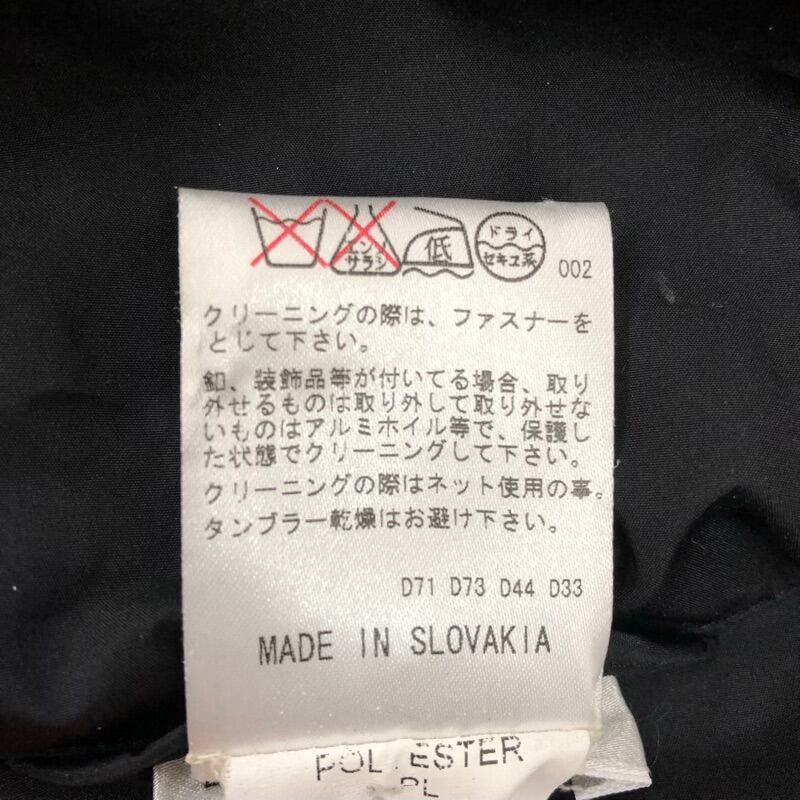 エンソ
サラシ
低
ドライ
セキユ系
002
クリーニングの際は、ファスナーを
とじて下さい。
釦、装飾品等が付いてる場合、取り
外せるものは取り外して取り外せな
いものはアルミホイル等で、保護し
た状態でクリーニングして下さい。
クリーニングの際はネット使用の事。
タンブラー乾燥はお避け下さい。
D71 D73 D44 D33
MADE IN SLOVAKIA
POLYESTER